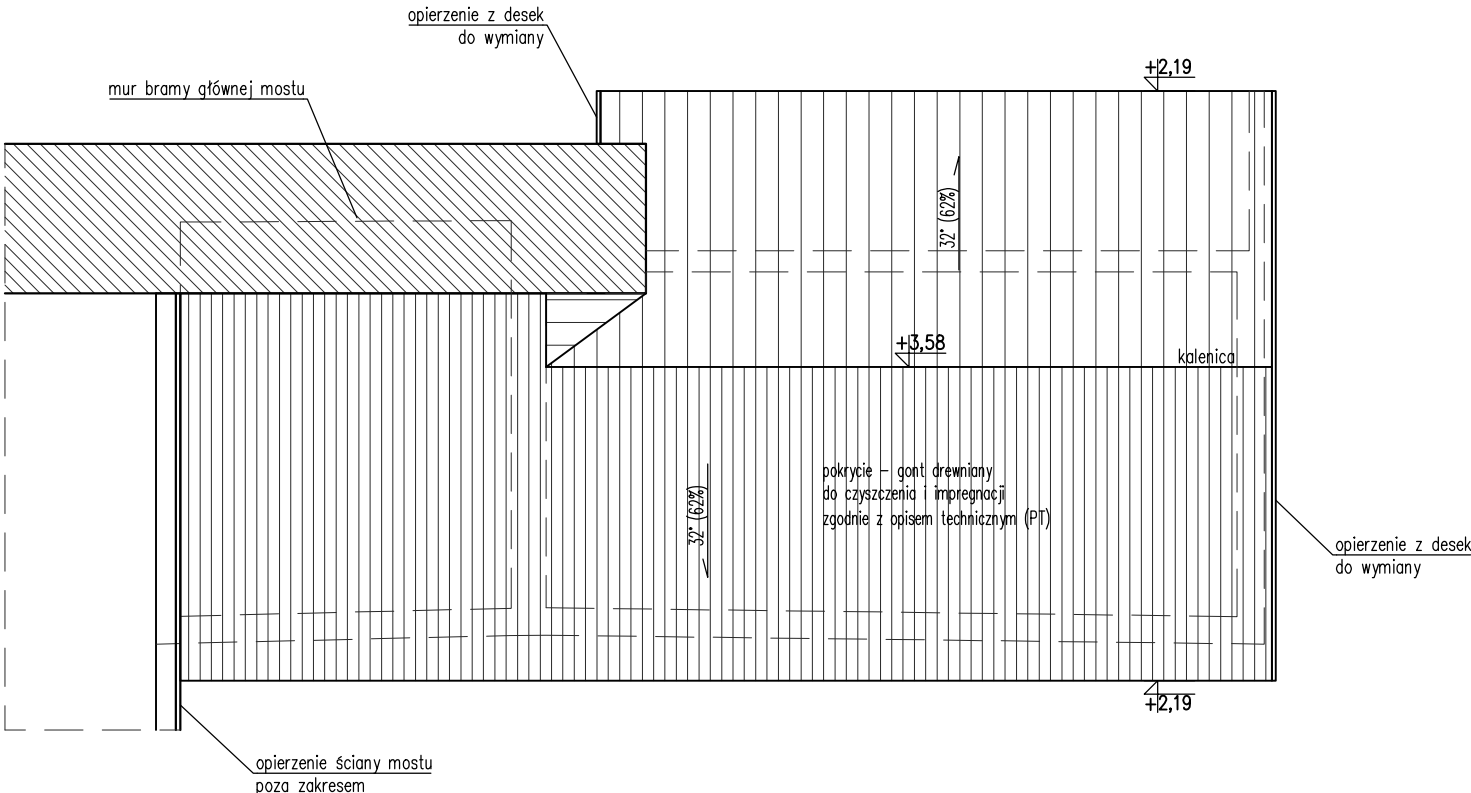 opierzenie z desek
do wymiany
+2,19
mur bramy głównej mostu
32° (62%)
+3,58
kalenica
pokrycie – gont drewniany
do czyszczenia i impregnacji
zgodnie z opisem technicznym (PT)
32° (62%)
opierzenie z desek
do wymiany
+2,19
opierzenie ściany mostu
poza zakresem